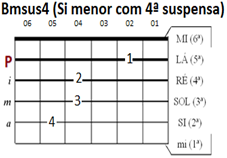 Bmsus4 (Si menor com 4ª suspensa)
06 05 04 03 02 01
MI (6ª)
P 1 LÁ (5ª)
i 2 RÉ (4ª)
m 3 SOL (3ª)
a 4 SI (2ª)
mi (1ª)